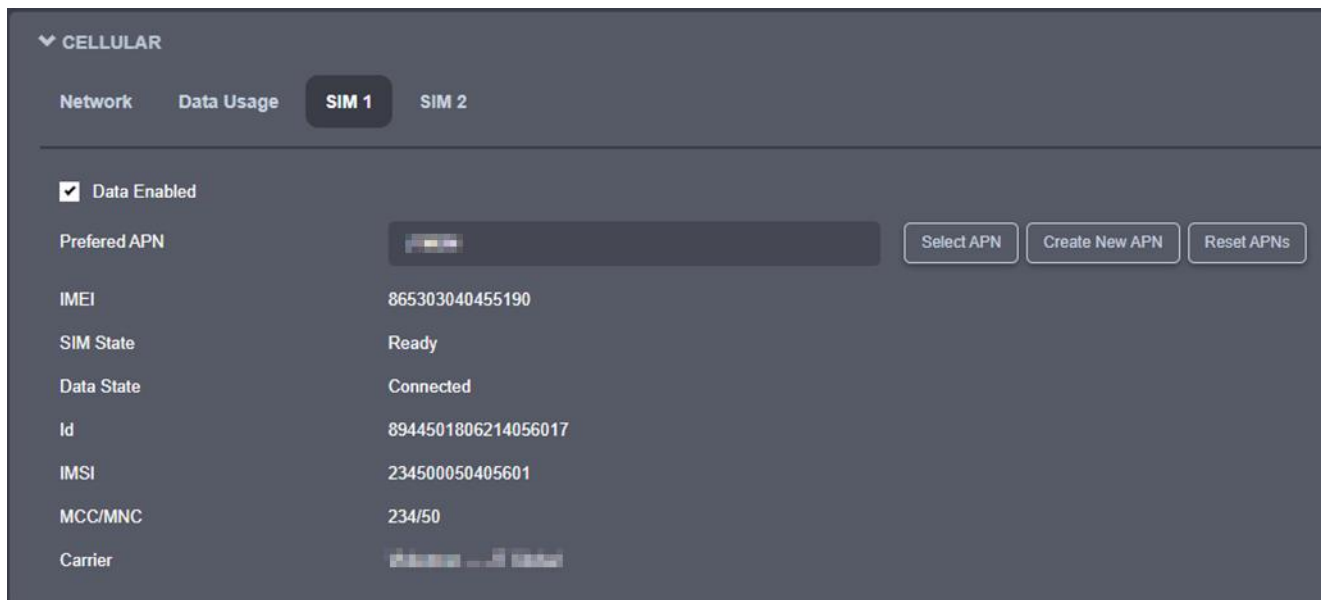 CELLULAR
Network Data Usage SIM 1 SIM 2
Data Enabled
Prefered APN Select APN Create New APN Reset APNs
IMEI 865303040455190
SIM State Ready
Data State Connected
Id 8944501806214056017
IMSI 234500050405601
MCC/MNC 234/50
Carrier